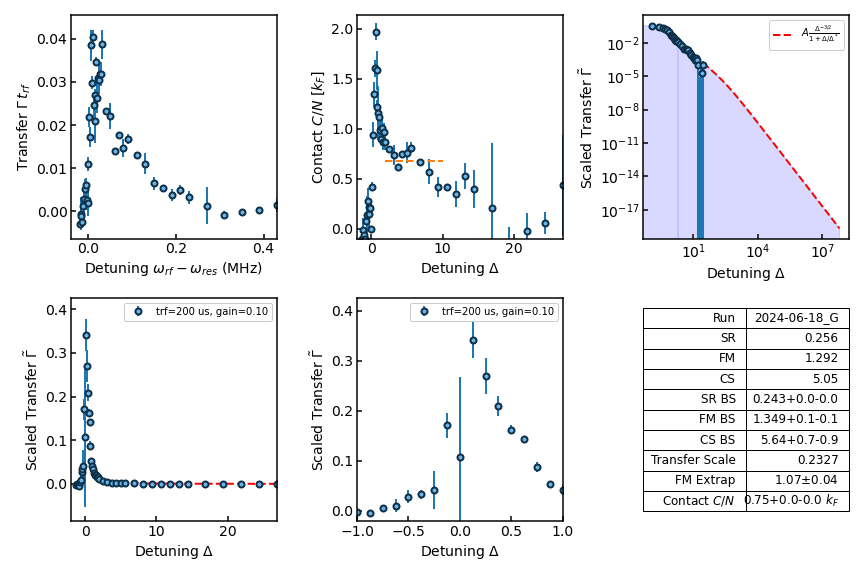 Transfer Γ t_rf
0.04
0.03
0.02
0.01
0.00
0.0
0.2
0.4
Detuning ω_rf − ω_res (MHz)
Contact C/N [k_F]
2.0
1.5
1.0
0.5
0.0
0
10
20
Detuning Δ
Scaled Transfer Γ̃
10⁻²
10⁻⁵
10⁻⁸
10⁻¹¹
10⁻¹⁴
10⁻¹⁷
10¹
10⁴
10⁷
Detuning Δ
A Δ^(-3/2) / (1+Δ/Δ*)
Scaled Transfer Γ̃
0.4
0.3
0.2
0.1
0.0
0
10
20
Detuning Δ
trf=200 us, gain=0.10
Scaled Transfer Γ̃
0.4
0.3
0.2
0.1
0.0
−1.0
−0.5
0.0
0.5
1.0
Detuning Δ
trf=200 us, gain=0.10
Run 2024-06-18_G
SR 0.256
FM 1.292
CS 5.05
SR BS 0.243+0.0-0.0
FM BS 1.349+0.1-0.1
CS BS 5.64+0.7-0.9
Transfer Scale 0.2327
FM Extrap 1.07±0.04
Contact C/N 0.75+0.0-0.0 k_F